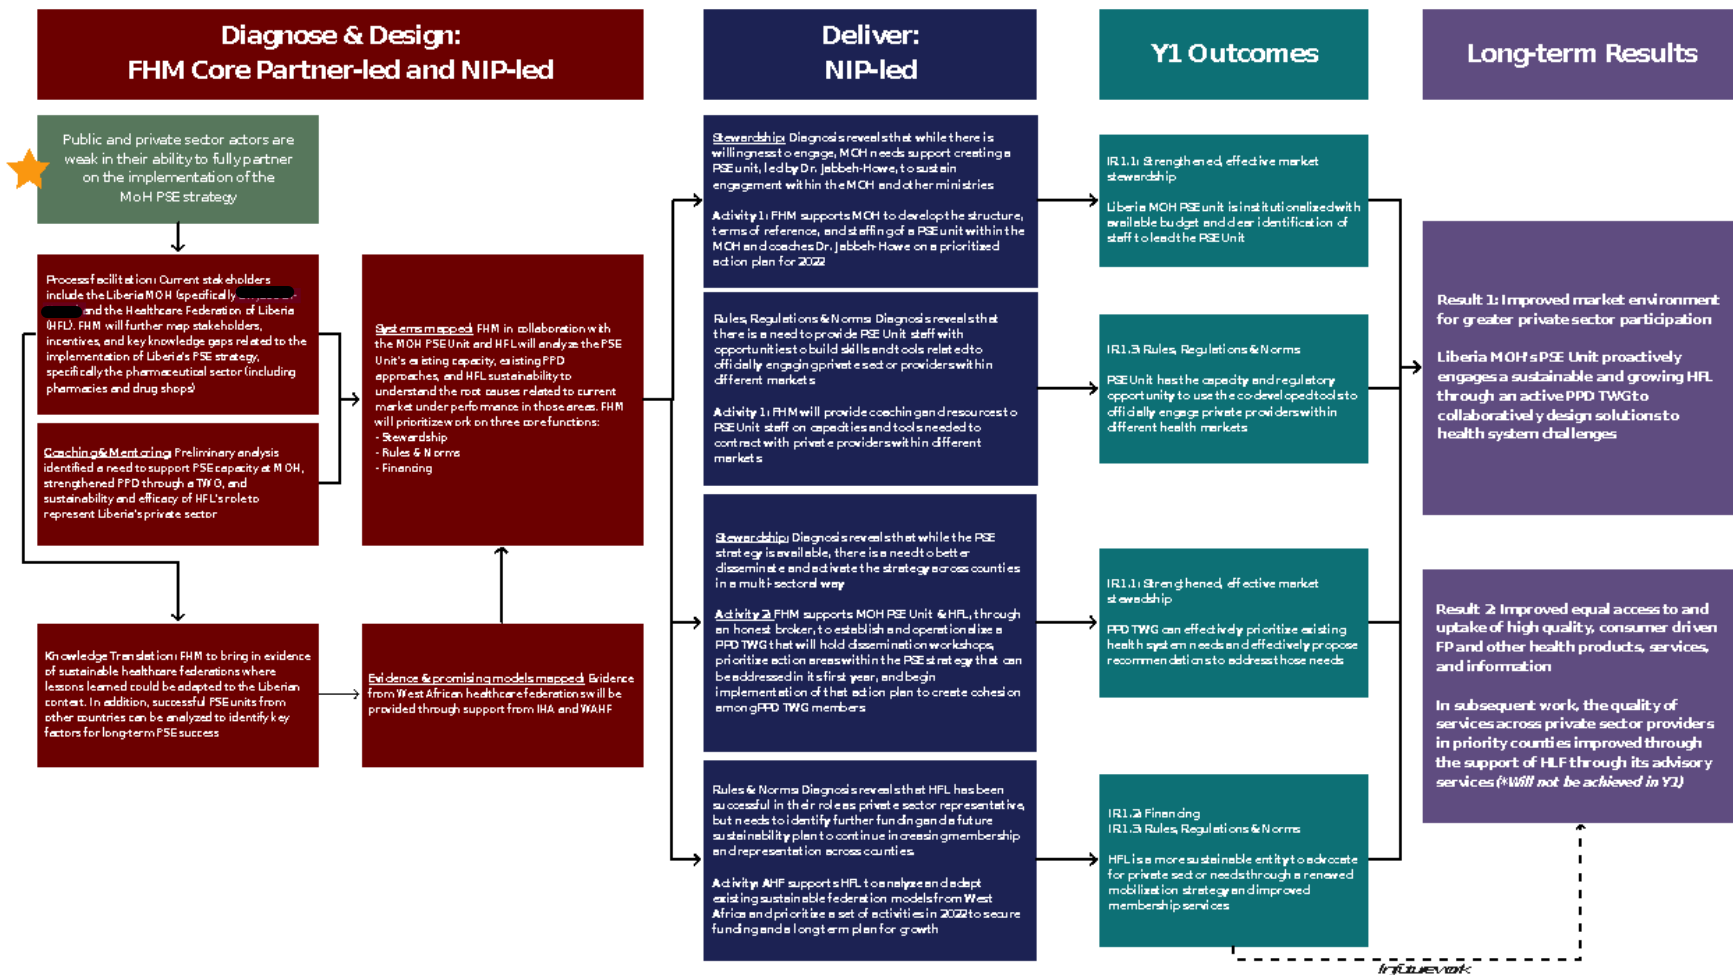 Diagnose & Design:
FHM Core Partner-led and NIP-led
Deliver:
NIP-led
Y1 Outcomes
Long-term Results
Public and private sector actors are
weak in their ability to fully partner
on the implementation of the
MoH PSE strategy
Process facilitation: Current stakeholders
include the Liberia MOH (specifically
and the Healthcare Federation of Liberia
(HFL). FHM will further map stakeholders,
incentives, and key knowledge gaps related to the
implementation of Liberia's PSE strategy,
specifically the pharmaceutical sector (including
pharmacies and drug shops)
Coaching & Mentoring: Preliminary analysis
identified a need to support PSE capacity at MOH,
strengthened PPD through a TWG, and
sustainability and efficacy of HFL's role to
represent Liberia's private sector
Knowledge Translation: FHM to bring in evidence
of sustainable healthcare federations where
lessons learned could be adapted to the Liberian
context. In addition, successful PSE units from
other countries can be analyzed to identify key
factors for long-term PSE success
Systems mapped: FHM in collaboration with
the MOH PSE Unit and HFL will analyze the PSE
Unit's existing capacity, existing PPD
approaches, and HFL sustainability to
understand the root causes related to current
market under performance in those areas. FHM
will prioritize work on three core functions:
- Stewardship
- Rules & Norms
- Financing
Evidence & promising models mapped: Evidence
from West African healthcare federations will be
provided through support from IHA and WAHF
Stewardship: Diagnosis reveals that while there is
willingness to engage, MOH needs support creating a
PSE unit, led by Dr. Jabbeh-Howe, to sustain
engagement within the MOH and other ministries
Activity 1: FHM supports MOH to develop the structure,
terms of reference, and staffing of a PSE unit within the
MOH and coaches Dr. Jabbeh-Howe on a prioritized
action plan for 2022
Rules, Regulations & Norms: Diagnosis reveals that
there is a need to provide PSE Unit staff with
opportunities to build skills and tools related to
officially engaging private sector providers within
different markets
Activity 1: FHM will provide coaching and resources to
PSE Unit staff on capacities and tools needed to
contract with private providers within different
markets
Stewardship: Diagnosis reveals that while the PSE
strategy is available, there is a need to better
disseminate and activate the strategy across counties
in a multi-sectoral way
Activity 2: FHM supports MOH PSE Unit & HFL, through
an honest broker, to establish and operationalize a
PPD TWG that will hold dissemination workshops,
prioritize action areas within the PSE strategy that can
be addressed in its first year, and begin
implementation of that action plan to create cohesion
among PPD TWG members
Rules & Norms: Diagnosis reveals that HFL has been
successful in their role as private sector representative,
but needs to identify further funding and a future
sustainability plan to continue increasing membership
and representation across counties.
Activity: AHF supports HFL to analyze and adapt
existing sustainable federation models from West
Africa and prioritize a set of activities in 2022 to secure
funding and a long term plan for growth
IR1.1: Strengthened, effective market
stewardship
Liberia MOH PSE unit is institutionalized with
available budget and clear identification of
staff to lead the PSE Unit
IR1.3: Rules, Regulations & Norms
PSE Unit has the capacity and regulatory
opportunity to use the co-developed tools to
officially engage private providers within
different health markets
IR1.1: Strengthened, effective market
stewadship
PPD TWG can effectively prioritize existing
health system needs and effectively propose
recommendations to address those needs
IR1.2: Financing
IR1.3: Rules, Regulations & Norms
HFL is a more sustainable entity to advocate
for private sector needs through a renewed
mobilization strategy and improved
membership services
Result 1: Improved market environment
for greater private sector participation
Liberia MOH's PSE Unit proactively
engages a sustainable and growing HFL
through an active PPD TWG to
collaboratively design solutions to
health system challenges
Result 2: Improved equal access to and
uptake of high quality, consumer driven
FP and other health products, services,
and information
In subsequent work, the quality of
services across private sector providers
in priority counties improved through
the support of HLF through its advisory
services (*Will not be achieved in Y1)
In future work